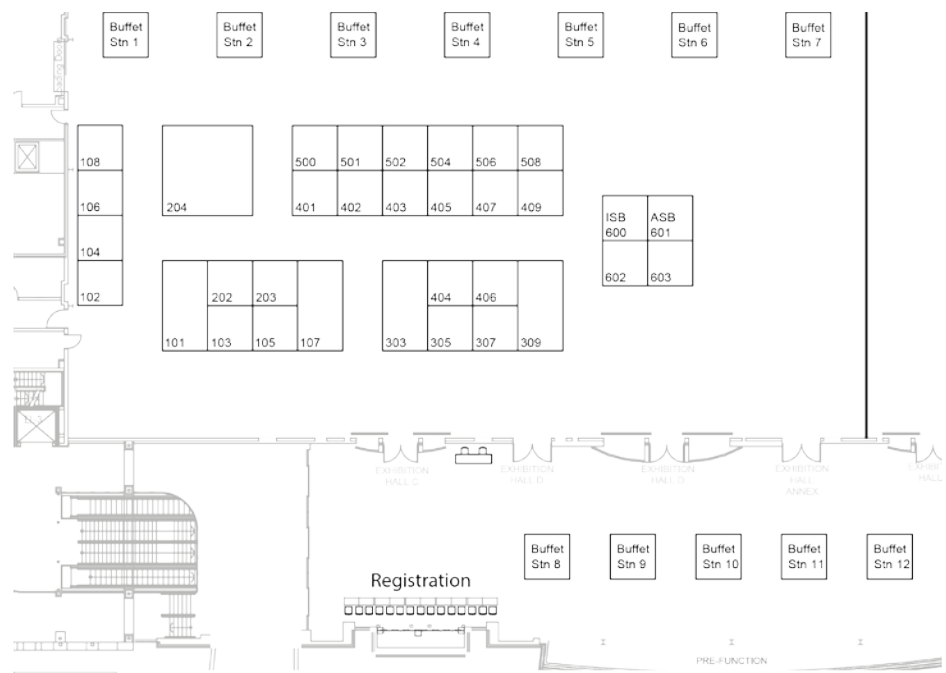 Buffet
Stn 1
Buffet
Stn 2
Buffet
Stn 3
Buffet
Stn 4
Buffet
Stn 5
Buffet
Stn 6
Buffet
Stn 7
108
106
104
102
204
500
501
502
504
506
508
401
402
403
405
407
409
ISB
600
ASB
601
602
603
202
203
101
103
105
107
404
406
303
305
307
309
EXHIBITION
HALL C
EXHIBITION
HALL D
EXHIBITION
HALL D
EXHIBITION
HALL
ANNEX
Buffet
Stn 8
Buffet
Stn 9
Buffet
Stn 10
Buffet
Stn 11
Buffet
Stn 12
Registration
PRE-FUNCTION